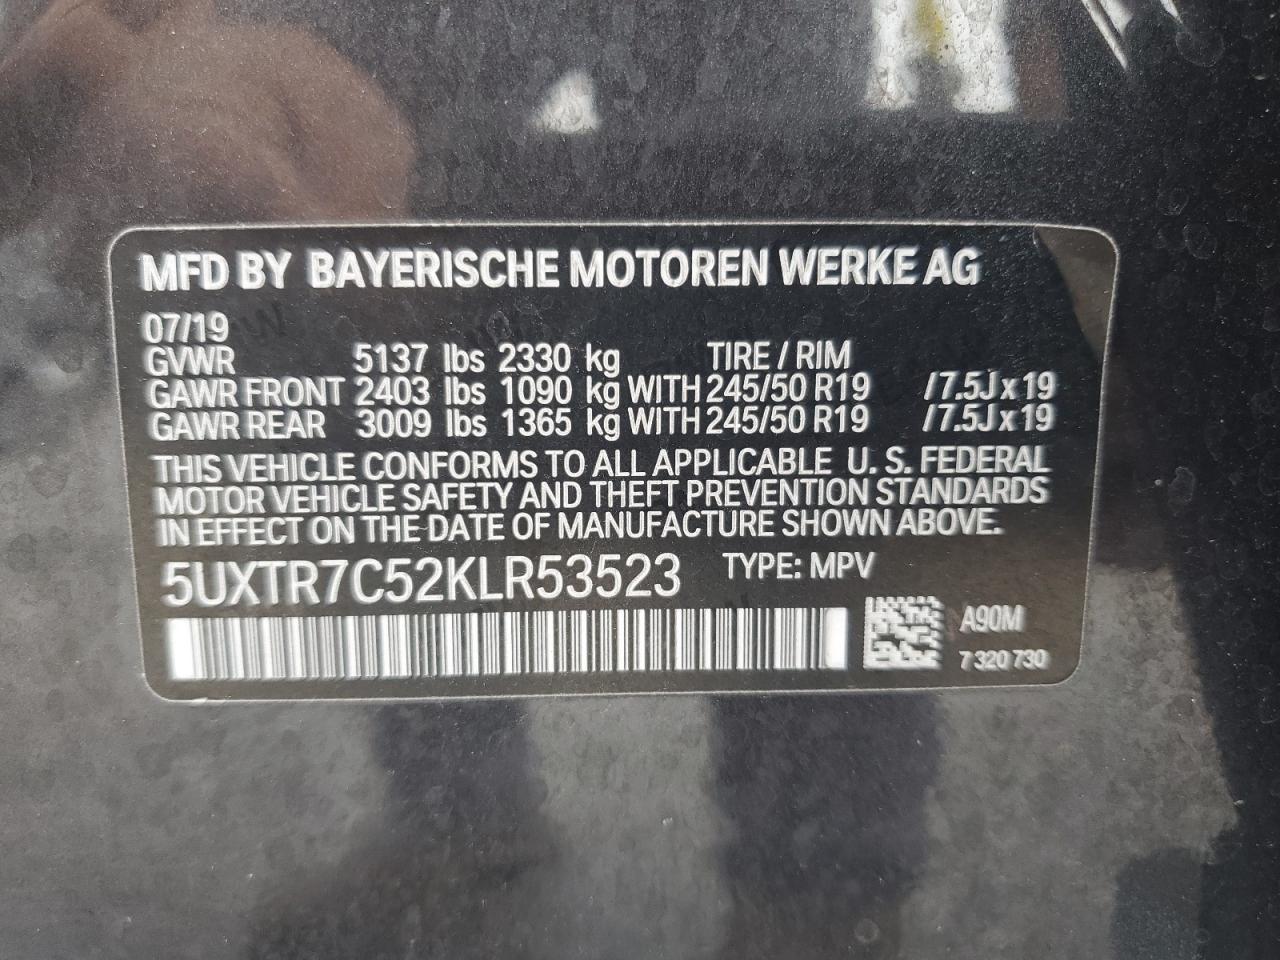 MFD BY BAYERISCHE MOTOREN WERKE AG
07/19
GVWR 5137 lbs 2330 kg TIRE / RIM
GAWR FRONT 2403 lbs 1090 kg WITH 245/50 R19 /7.5J x 19
GAWR REAR 3009 lbs 1365 kg WITH 245/50 R19 /7.5J x 19
THIS VEHICLE CONFORMS TO ALL APPLICABLE U. S. FEDERAL
MOTOR VEHICLE SAFETY AND THEFT PREVENTION STANDARDS
IN EFFECT ON THE DATE OF MANUFACTURE SHOWN ABOVE.
5UXTR7C52KLR53523 TYPE: MPV
A90M
7 320 730